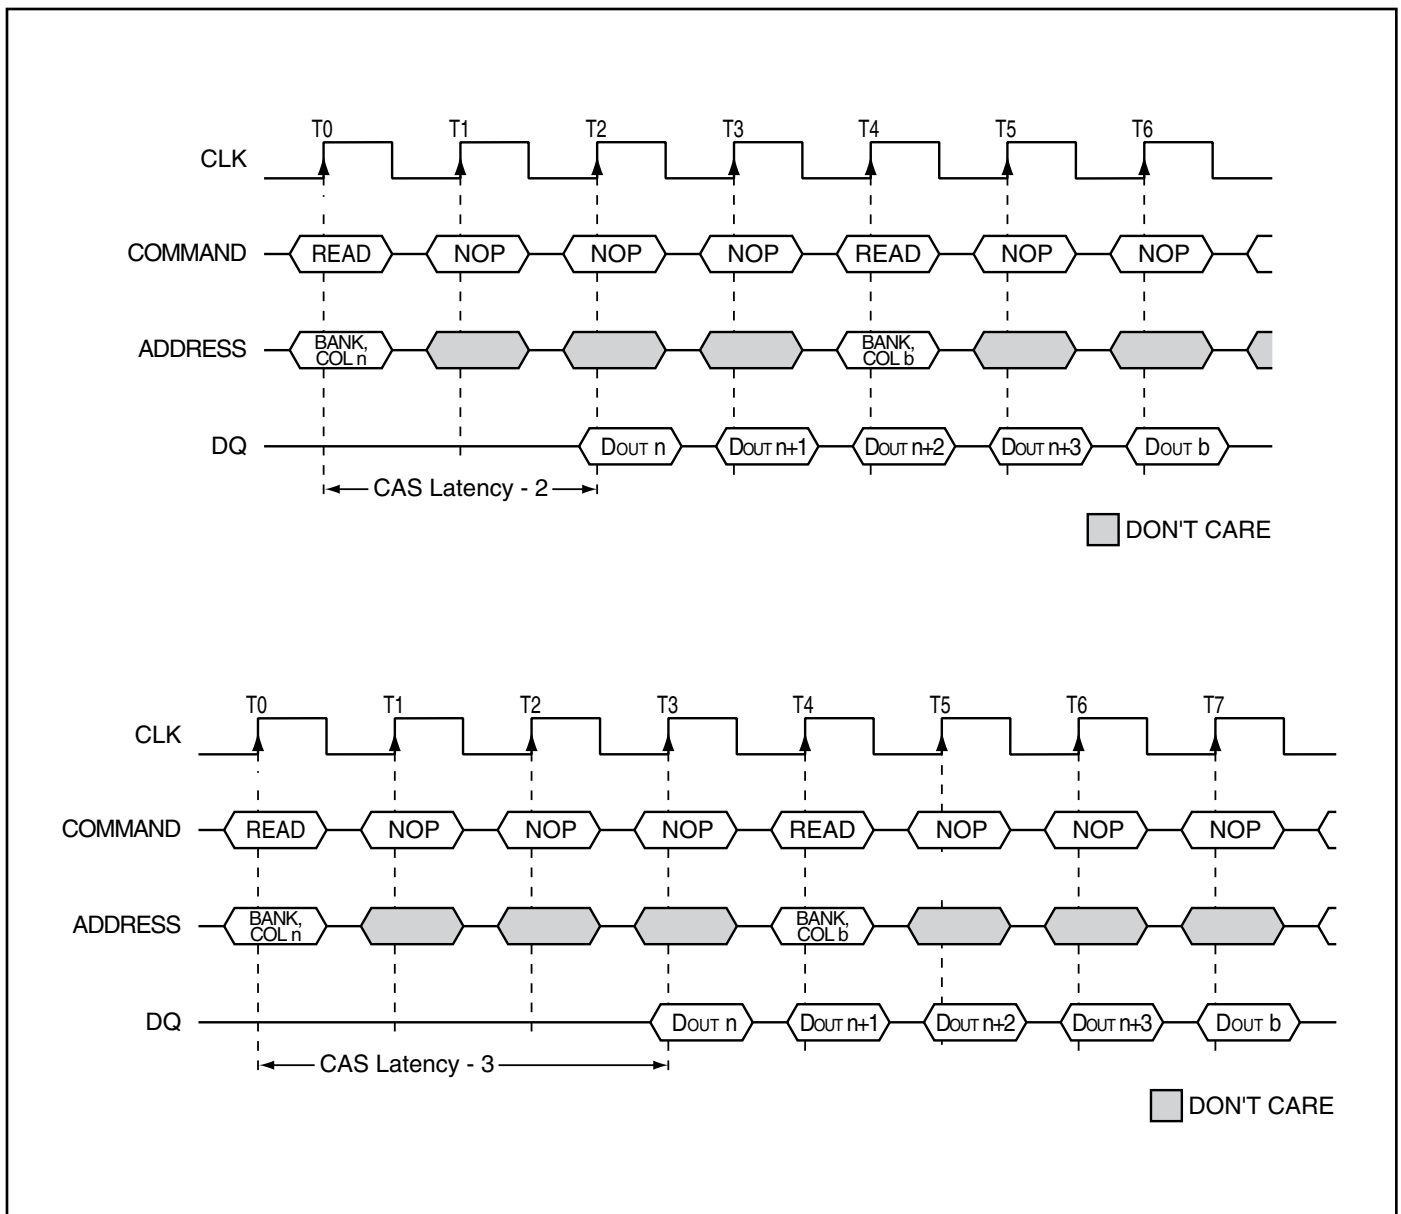 T0 T1 T2 T3 T4 T5 T6
CLK
COMMAND READ NOP NOP NOP READ NOP NOP
ADDRESS BANK, COL n BANK, COL b
DQ DOUT n DOUT n+1 DOUT n+2 DOUT n+3 DOUT b
CAS Latency - 2
DON'T CARE
T0 T1 T2 T3 T4 T5 T6 T7
CLK
COMMAND READ NOP NOP NOP READ NOP NOP NOP
ADDRESS BANK, COL n BANK, COL b
DQ DOUT n DOUT n+1 DOUT n+2 DOUT n+3 DOUT b
CAS Latency - 3
DON'T CARE